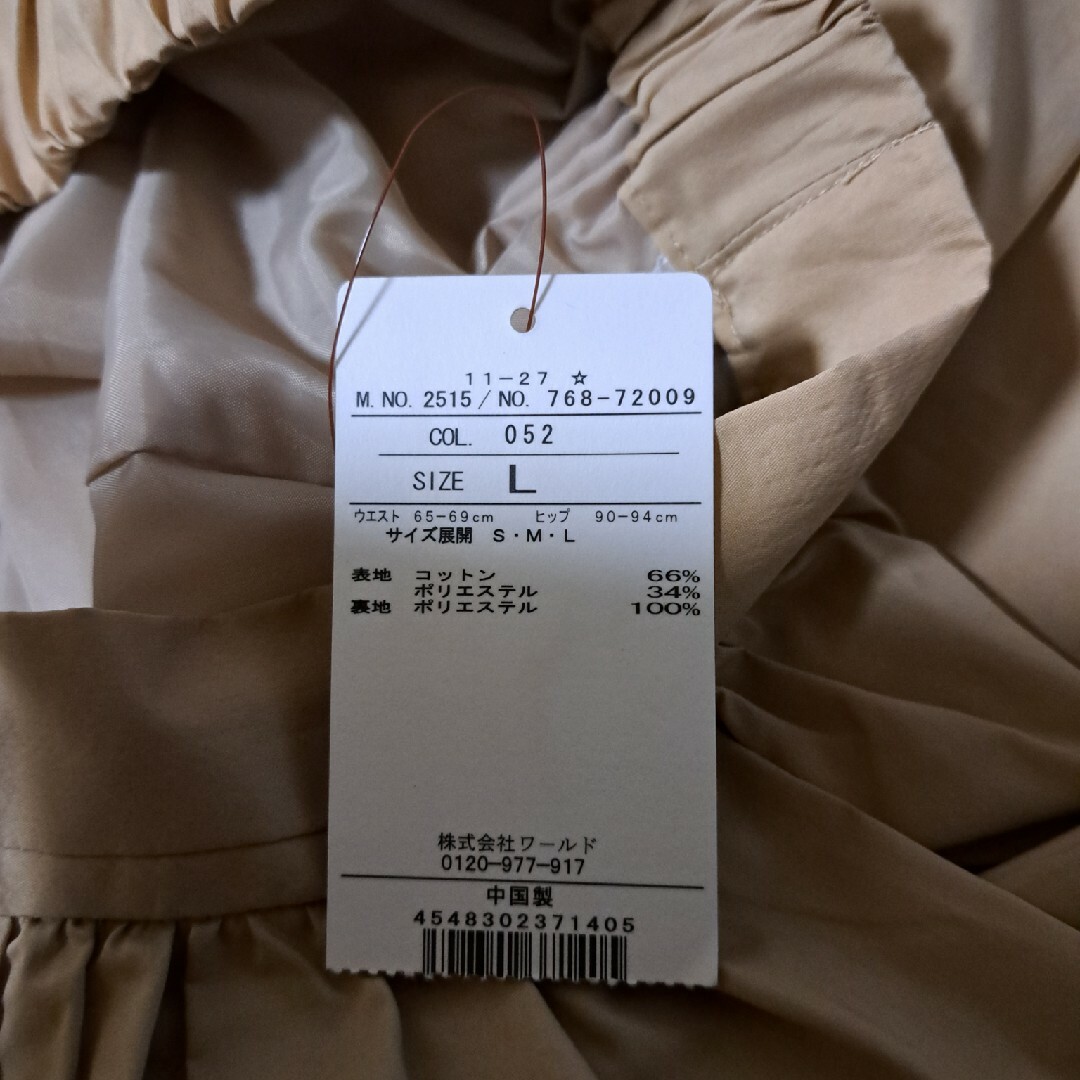 11-27 ☆
M. NO. 2515 / NO. 768-72009
COL. 052
SIZE L
ウエスト 65-69cm ヒップ 90-94cm
サイズ展開 S・M・L
表地 コットン 66%
ポリエステル 34%
裏地 ポリエステル 100%
株式会社ワールド
0120-977-917
中国製
4548302371405